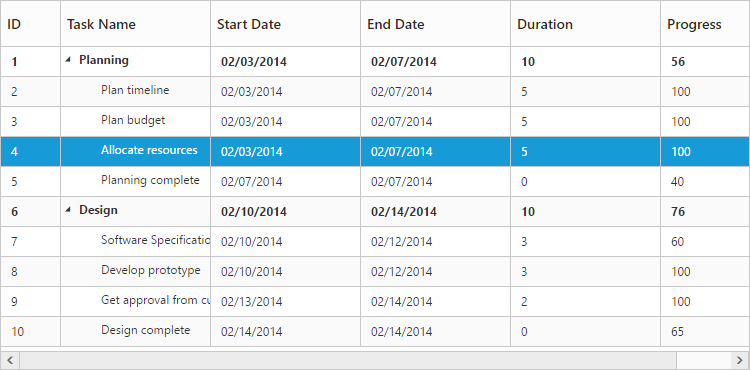 ID Task Name Start Date End Date Duration Progress
1 Planning 02/03/2014 02/07/2014 10 56
2 Plan timeline 02/03/2014 02/07/2014 5 100
3 Plan budget 02/03/2014 02/07/2014 5 100
4 Allocate resources 02/03/2014 02/07/2014 5 100
5 Planning complete 02/07/2014 02/07/2014 0 40
6 Design 02/10/2014 02/14/2014 10 76
7 Software Specificatio 02/10/2014 02/12/2014 3 60
8 Develop prototype 02/10/2014 02/12/2014 3 100
9 Get approval from cu 02/13/2014 02/14/2014 2 100
10 Design complete 02/14/2014 02/14/2014 0 65